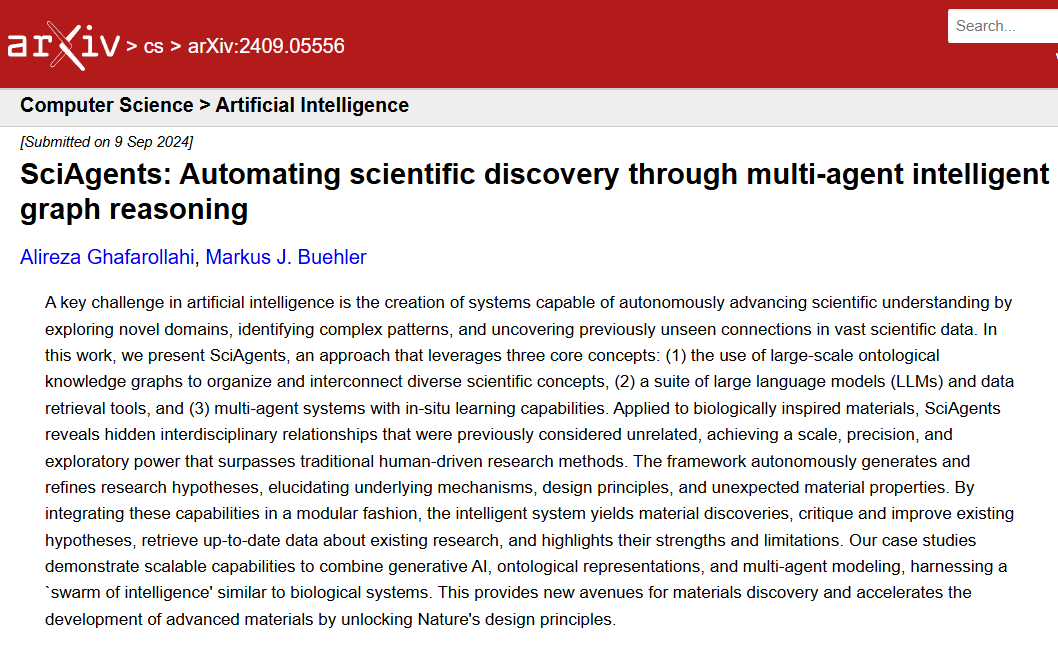 arXiv > cs > arXiv:2409.05556
Search...
Computer Science > Artificial Intelligence
[Submitted on 9 Sep 2024]
SciAgents: Automating scientific discovery through multi-agent intelligent
graph reasoning
Alireza Ghafarollahi, Markus J. Buehler
A key challenge in artificial intelligence is the creation of systems capable of autonomously advancing scientific understanding by
exploring novel domains, identifying complex patterns, and uncovering previously unseen connections in vast scientific data. In
this work, we present SciAgents, an approach that leverages three core concepts: (1) the use of large-scale ontological
knowledge graphs to organize and interconnect diverse scientific concepts, (2) a suite of large language models (LLMs) and data
retrieval tools, and (3) multi-agent systems with in-situ learning capabilities. Applied to biologically inspired materials, SciAgents
reveals hidden interdisciplinary relationships that were previously considered unrelated, achieving a scale, precision, and
exploratory power that surpasses traditional human-driven research methods. The framework autonomously generates and
refines research hypotheses, elucidating underlying mechanisms, design principles, and unexpected material properties. By
integrating these capabilities in a modular fashion, the intelligent system yields material discoveries, critique and improve existing
hypotheses, retrieve up-to-date data about existing research, and highlights their strengths and limitations. Our case studies
demonstrate scalable capabilities to combine generative AI, ontological representations, and multi-agent modeling, harnessing a
`swarm of intelligence' similar to biological systems. This provides new avenues for materials discovery and accelerates the
development of advanced materials by unlocking Nature's design principles.